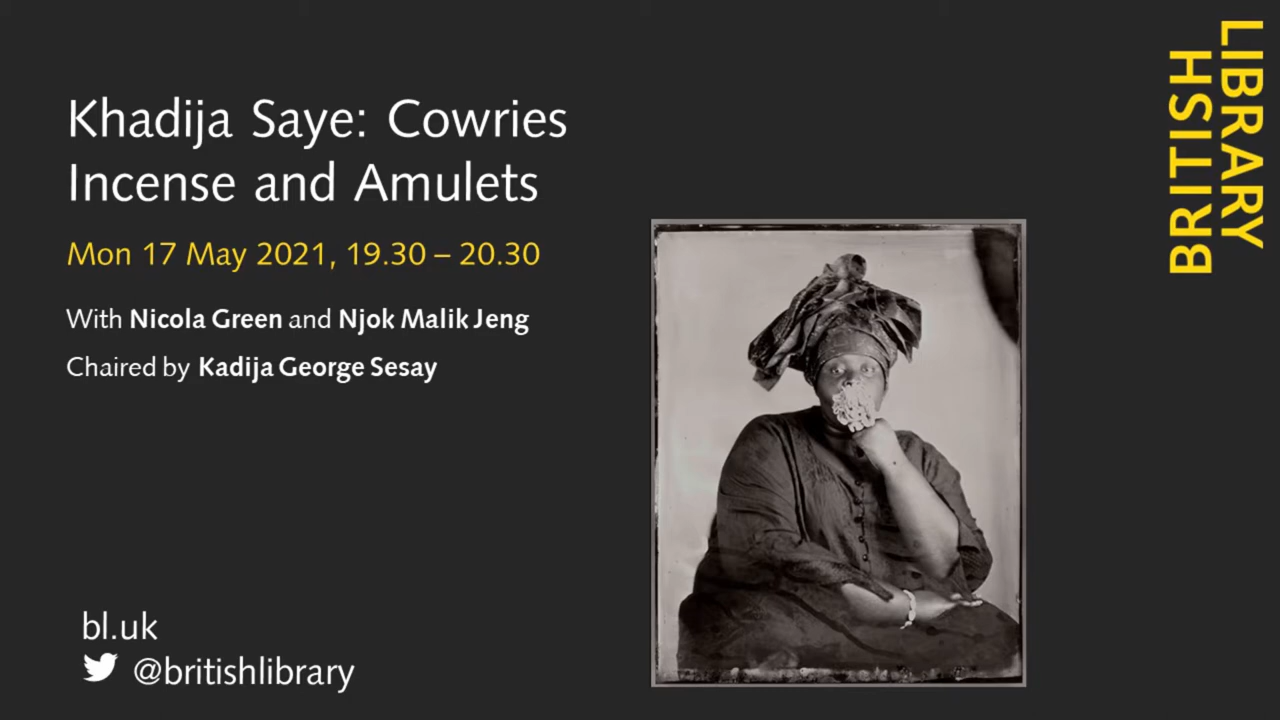 Khadija Saye: Cowries
Incense and Amulets
Mon 17 May 2021, 19.30 – 20.30
With Nicola Green and Njok Malik Jeng
Chaired by Kadija George Sesay
bl.uk
@britishlibrary
BRITISH
LIBRARY